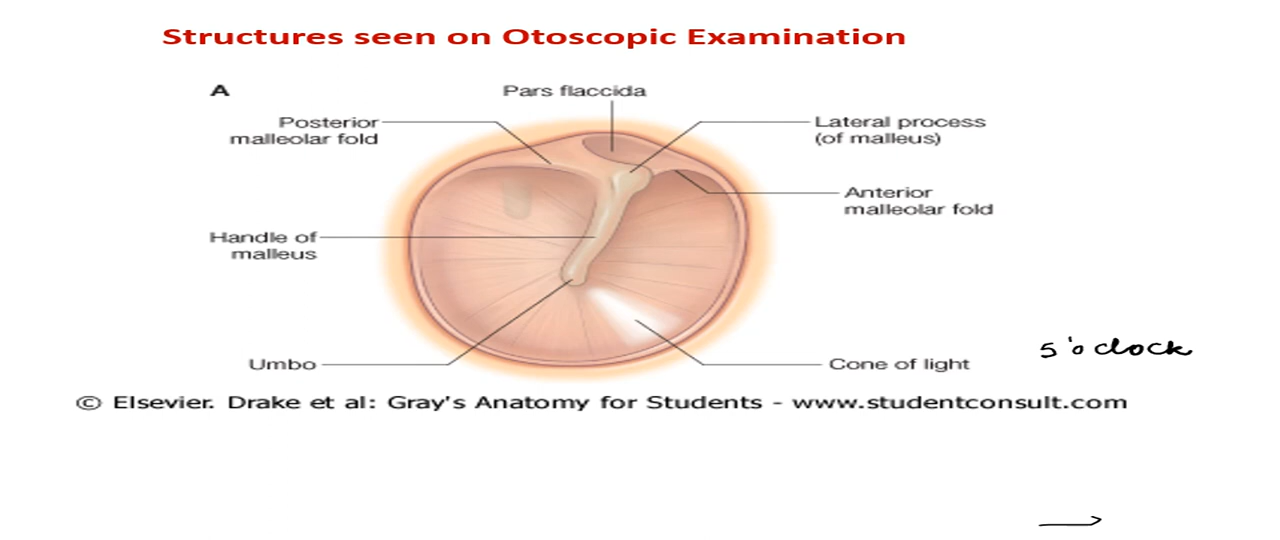 Structures seen on Otoscopic Examination
A
Pars flaccida
Posterior
malleolar fold
Lateral process
(of malleus)
Anterior
malleolar fold
Handle of
malleus
Umbo
Cone of light
5 'o clock
© Elsevier. Drake et al: Gray's Anatomy for Students - www.studentconsult.com